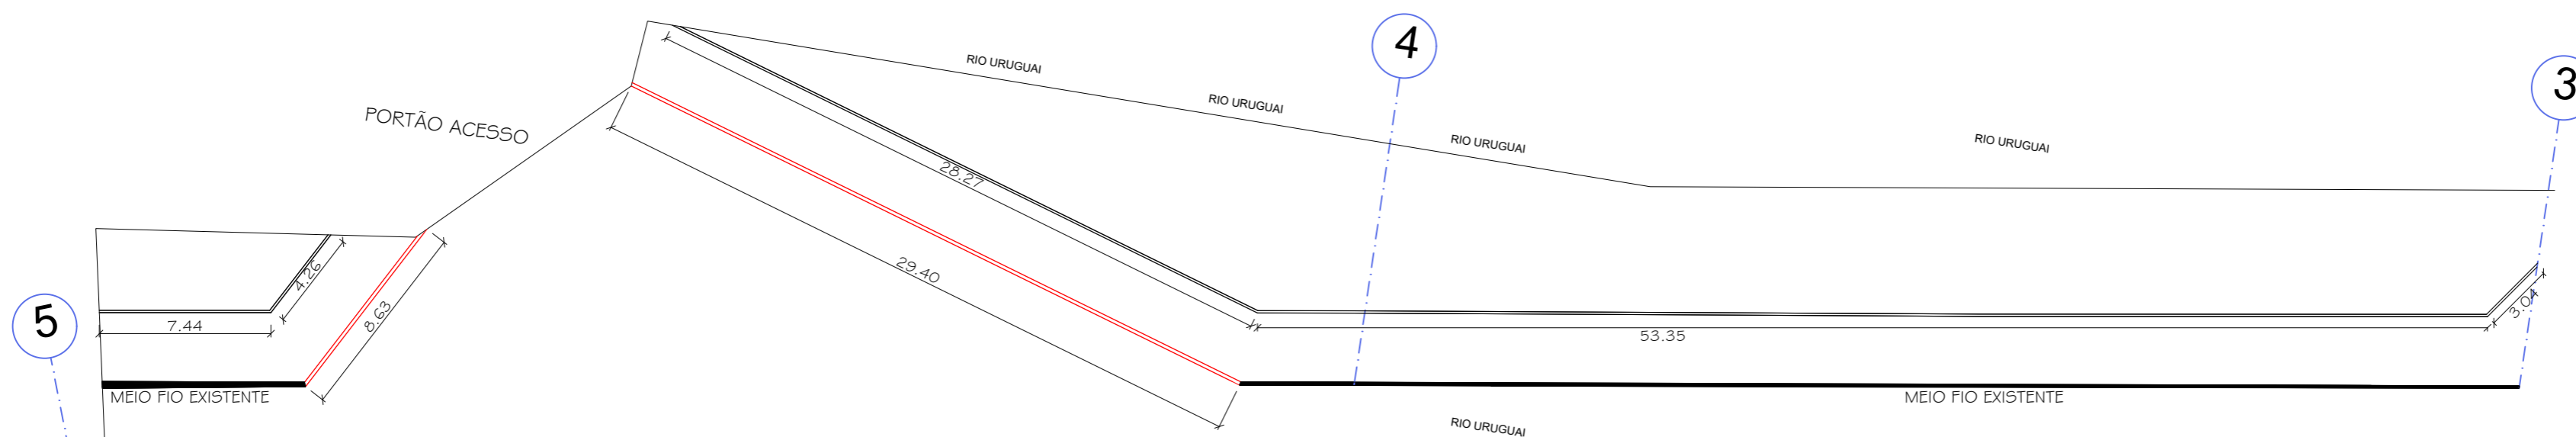 4
3
RIO URUGUAI
RIO URUGUAI
RIO URUGUAI
RIO URUGUAI
PORTÃO ACESSO
28.27
29.40
4.26
8.63
7.44
5
53.35
3.04
MEIO FIO EXISTENTE
MEIO FIO EXISTENTE
RIO URUGUAI